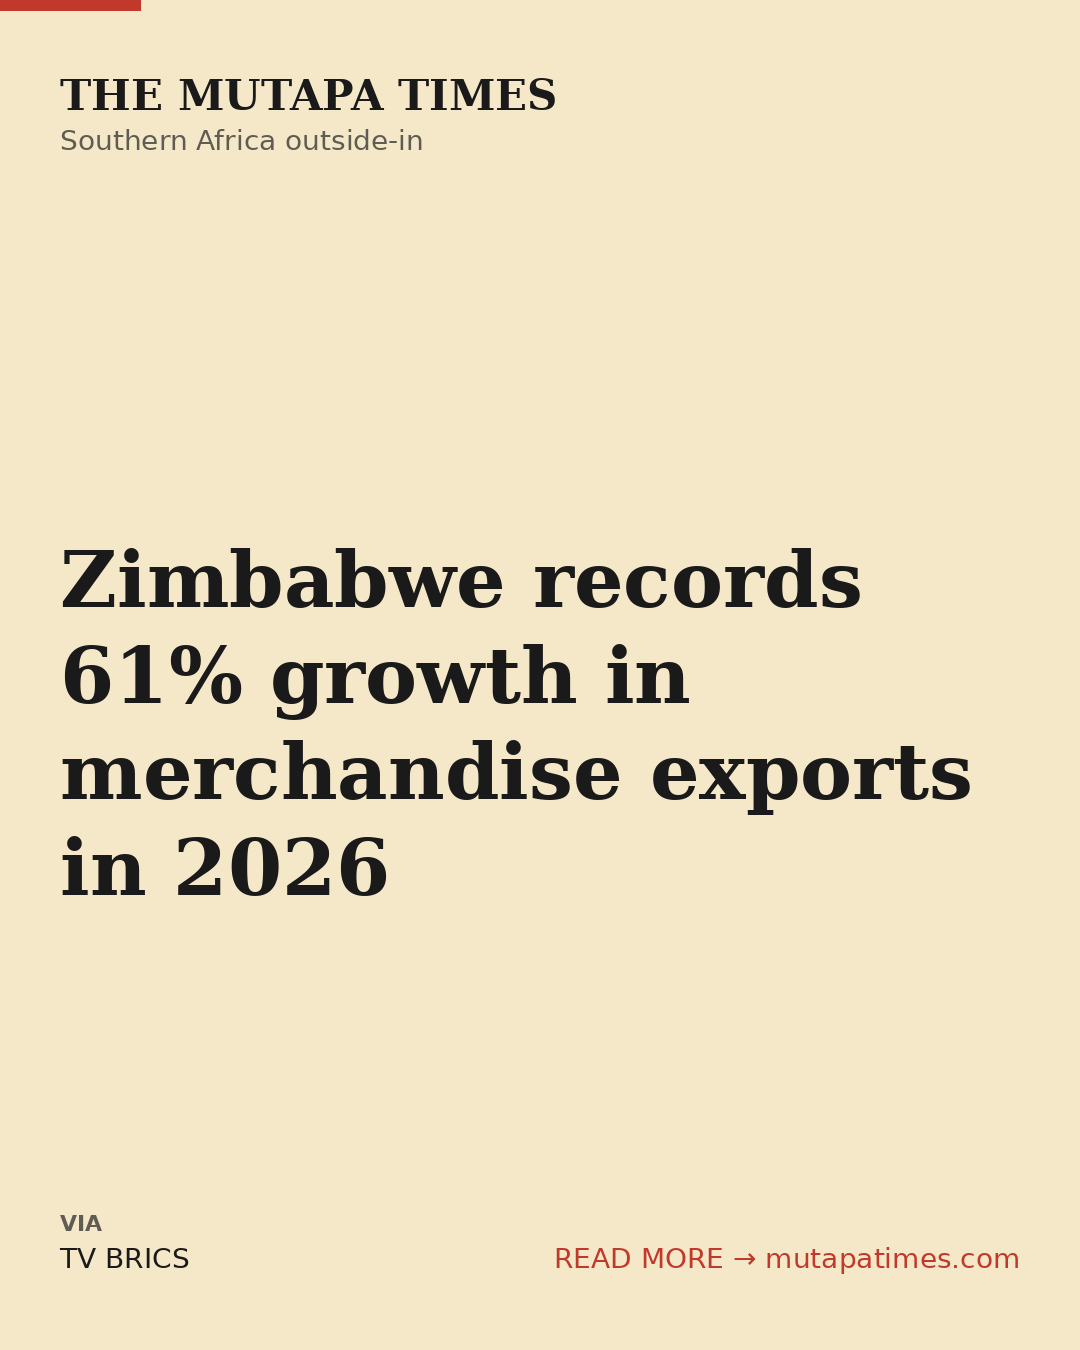 THE MUTAPA TIMES
Southern Africa outside-in
Zimbabwe records
61% growth in
merchandise exports
in 2026
VIA
TV BRICS
READ MORE → mutapatimes.com